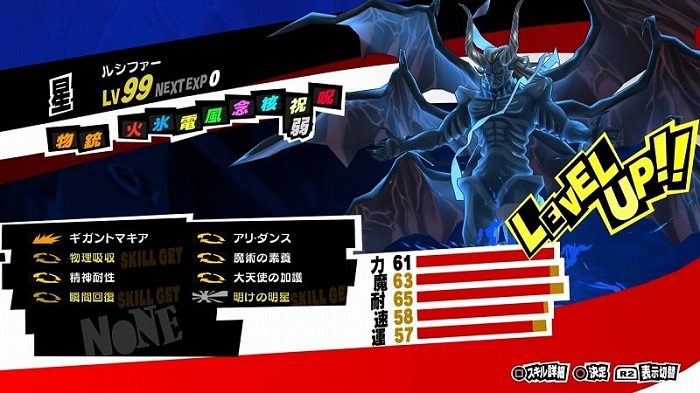 星
ルシファー
LV99 NEXT EXP 0
物 銃 火 氷 電 風 念 核 祝 呪
弱
LEVEL UP!!
ギガントマキア
アリ・ダンス
物理吸収 SKILL GET
魔術の素養
精神耐性
大天使の加護
瞬間回復 SKILL GET
明けの明星 SKILL GET
NONE
力 61
魔 63
耐 65
速 58
運 57
□スキル詳細 ○決定 R2 表示切替